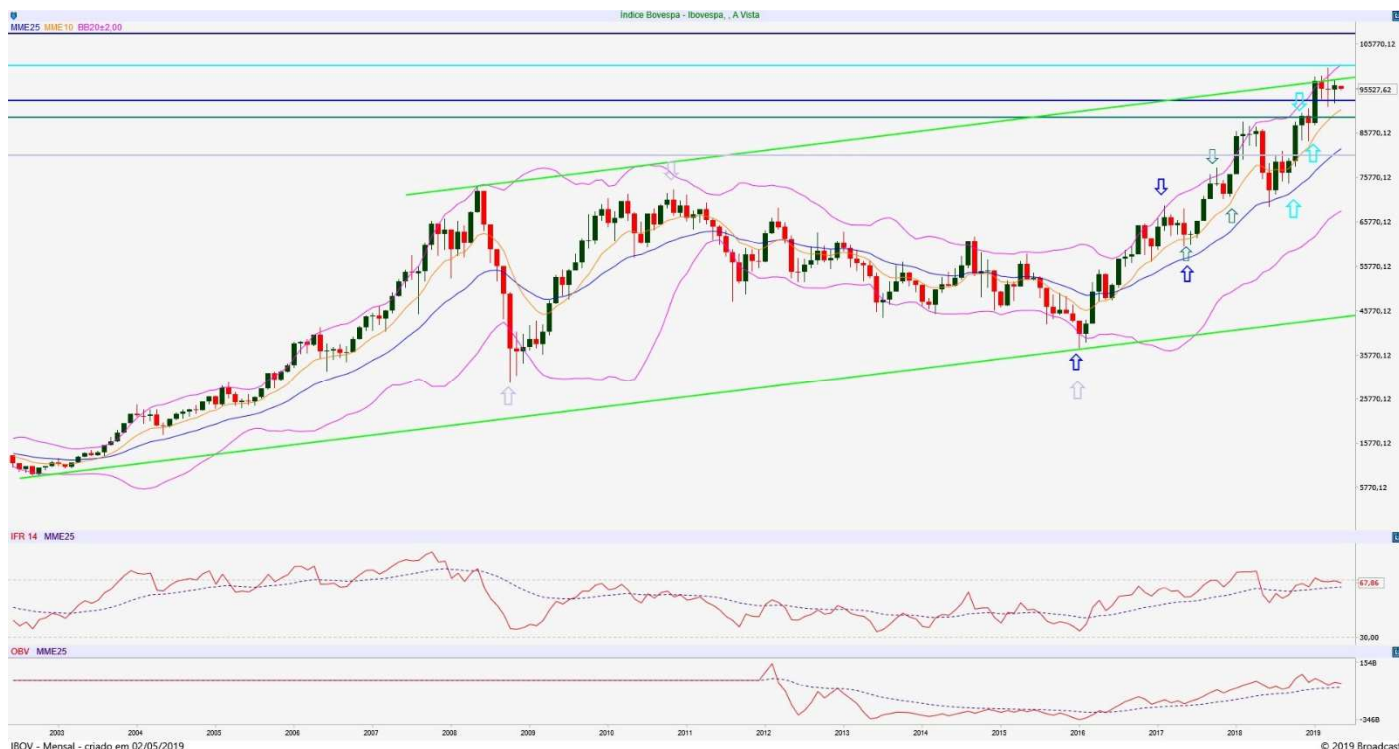 Índice Bovespa - Ibovespa, , A Vista
MME25 MME10 BB20±2,00
105770,12
95527,62
85770,12
75770,12
65770,12
55770,12
45770,12
35770,12
25770,12
15770,12
5770,12
IFR 14 MME25
67,86
30,00
OBV MME25
154B
-346B
2003 2004 2005 2006 2007 2008 2009 2010 2011 2012 2013 2014 2015 2016 2017 2018 2019
IBOV - Mensal - criado em 02/05/2019
© 2019 Broadcast